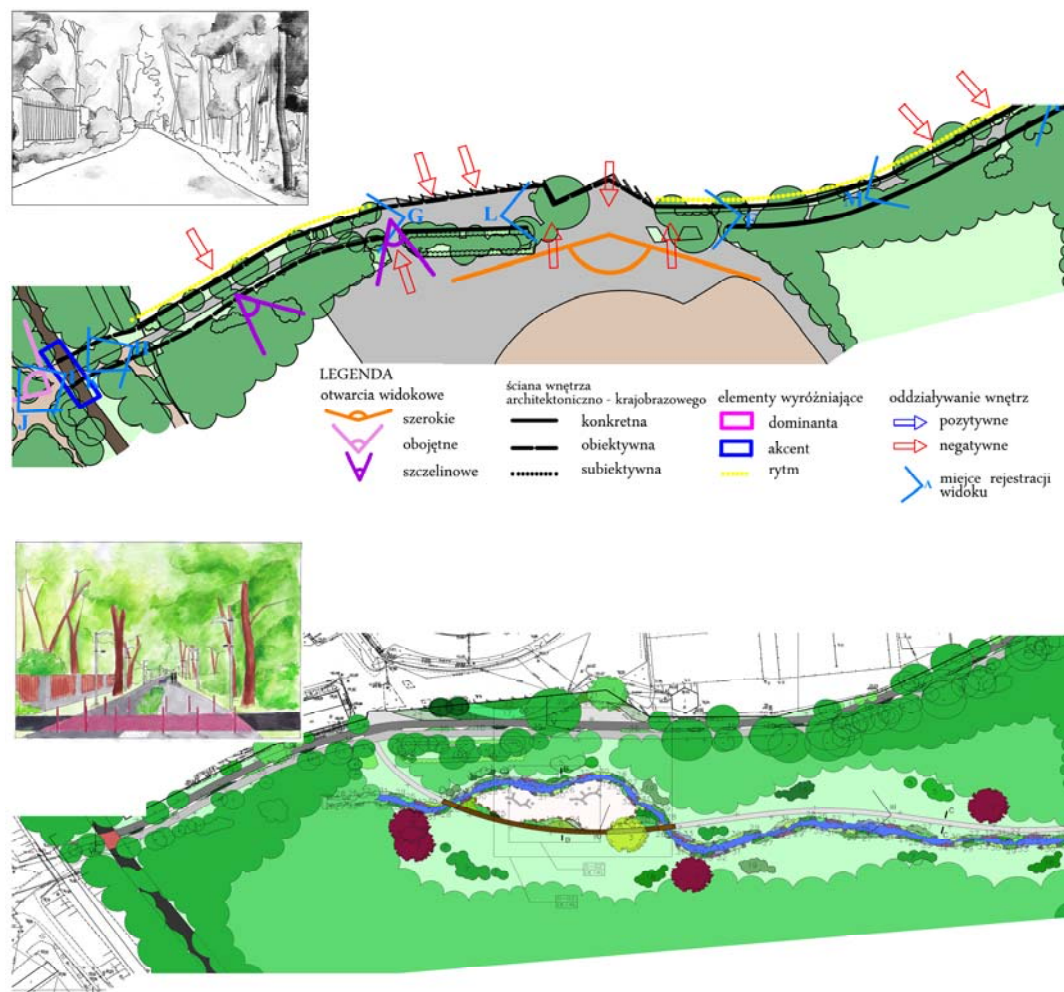 G
L
I
M
J
LEGENDA
otwarcia widokowe
szerokie
obojętne
szczelinowe
ściana wnętrza
architektoniczno - krajobrazowego
konkretna
obiektywna
subiektywna
elementy wyróżniające
dominanta
akcent
rytm
oddziaływanie wnętrz
pozytywne
negatywne
A
miejce rejestracji
widoku
C
D